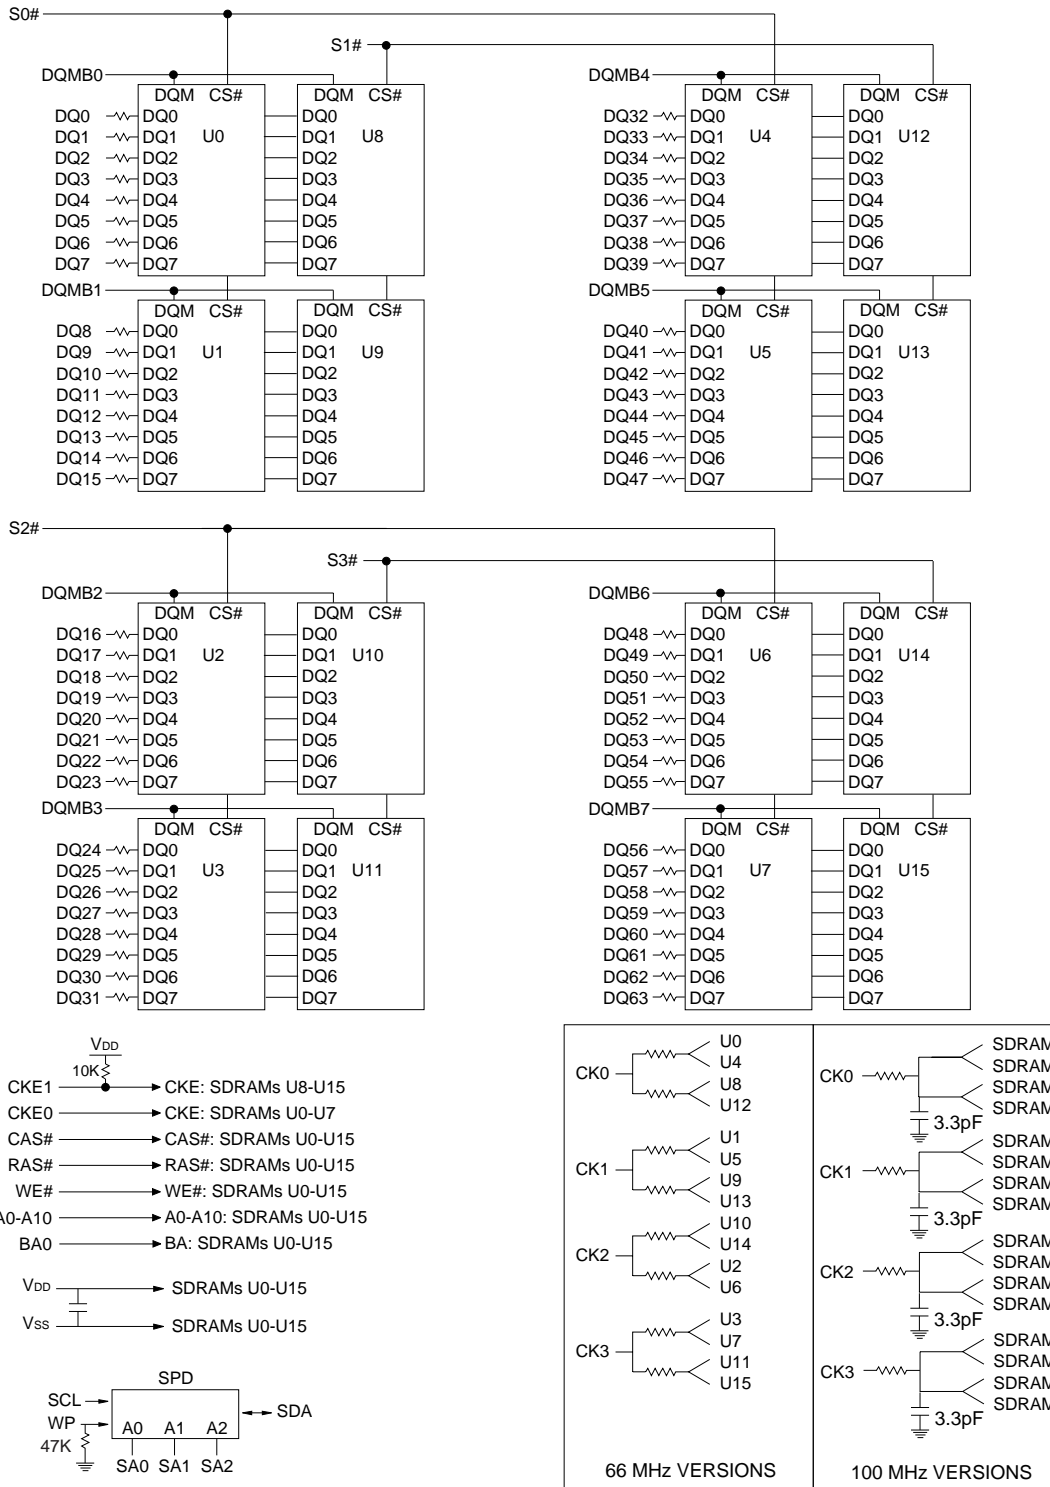 S0#
S1#
DQMB0 DQMB4
DQM CS# DQM CS# DQM CS# DQM CS#
DQ0 DQ0 U0 DQ0 U8 DQ32 DQ0 U4 DQ0 U12
DQ1 DQ1 DQ1 DQ33 DQ1 DQ1
DQ2 DQ2 DQ2 DQ34 DQ2 DQ2
DQ3 DQ3 DQ3 DQ35 DQ3 DQ3
DQ4 DQ4 DQ4 DQ36 DQ4 DQ4
DQ5 DQ5 DQ5 DQ37 DQ5 DQ5
DQ6 DQ6 DQ6 DQ38 DQ6 DQ6
DQ7 DQ7 DQ7 DQ39 DQ7 DQ7
DQMB1 DQMB5
DQM CS# DQM CS# DQM CS# DQM CS#
DQ8 DQ0 DQ0 DQ40 DQ0 DQ0
DQ9 DQ1 U1 DQ1 U9 DQ41 DQ1 U5 DQ1 U13
DQ10 DQ2 DQ2 DQ42 DQ2 DQ2
DQ11 DQ3 DQ3 DQ43 DQ3 DQ3
DQ12 DQ4 DQ4 DQ44 DQ4 DQ4
DQ13 DQ5 DQ5 DQ45 DQ5 DQ5
DQ14 DQ6 DQ6 DQ46 DQ6 DQ6
DQ15 DQ7 DQ7 DQ47 DQ7 DQ7
S2#
S3#
DQMB2 DQMB6
DQM CS# DQM CS# DQM CS# DQM CS#
DQ16 DQ0 DQ0 DQ48 DQ0 DQ0
DQ17 DQ1 U2 DQ1 U10 DQ49 DQ1 U6 DQ1 U14
DQ18 DQ2 DQ2 DQ50 DQ2 DQ2
DQ19 DQ3 DQ3 DQ51 DQ3 DQ3
DQ20 DQ4 DQ4 DQ52 DQ4 DQ4
DQ21 DQ5 DQ5 DQ53 DQ5 DQ5
DQ22 DQ6 DQ6 DQ54 DQ6 DQ6
DQ23 DQ7 DQ7 DQ55 DQ7 DQ7
DQMB3 DQMB7
DQM CS# DQM CS# DQM CS# DQM CS#
DQ24 DQ0 DQ0 DQ56 DQ0 DQ0
DQ25 DQ1 U3 DQ1 U11 DQ57 DQ1 U7 DQ1 U15
DQ26 DQ2 DQ2 DQ58 DQ2 DQ2
DQ27 DQ3 DQ3 DQ59 DQ3 DQ3
DQ28 DQ4 DQ4 DQ60 DQ4 DQ4
DQ29 DQ5 DQ5 DQ61 DQ5 DQ5
DQ30 DQ6 DQ6 DQ62 DQ6 DQ6
DQ31 DQ7 DQ7 DQ63 DQ7 DQ7
VDD
10K
CKE1 CKE: SDRAMs U8-U15
CKE0 CKE: SDRAMs U0-U7
CAS# CAS#: SDRAMs U0-U15
RAS# RAS#: SDRAMs U0-U15
WE# WE#: SDRAMs U0-U15
A0-A10 A0-A10: SDRAMs U0-U15
BA0 BA: SDRAMs U0-U15
VDD SDRAMs U0-U15
VSS SDRAMs U0-U15
SPD
SCL
WP
47K
A0 A1 A2
SDA
SA0 SA1 SA2
CK0
U0
U4
U8
U12
CK1
U1
U5
U9
U13
CK2
U10
U14
U2
U6
CK3
U3
U7
U11
U15
66 MHz VERSIONS
CK0
SDRAM
SDRAM
SDRAM
SDRAM
3.3pF
CK1
SDRAM
SDRAM
SDRAM
SDRAM
3.3pF
CK2
SDRAM
SDRAM
SDRAM
SDRAM
3.3pF
CK3
SDRAM
SDRAM
SDRAM
SDRAM
3.3pF
100 MHz VERSIONS